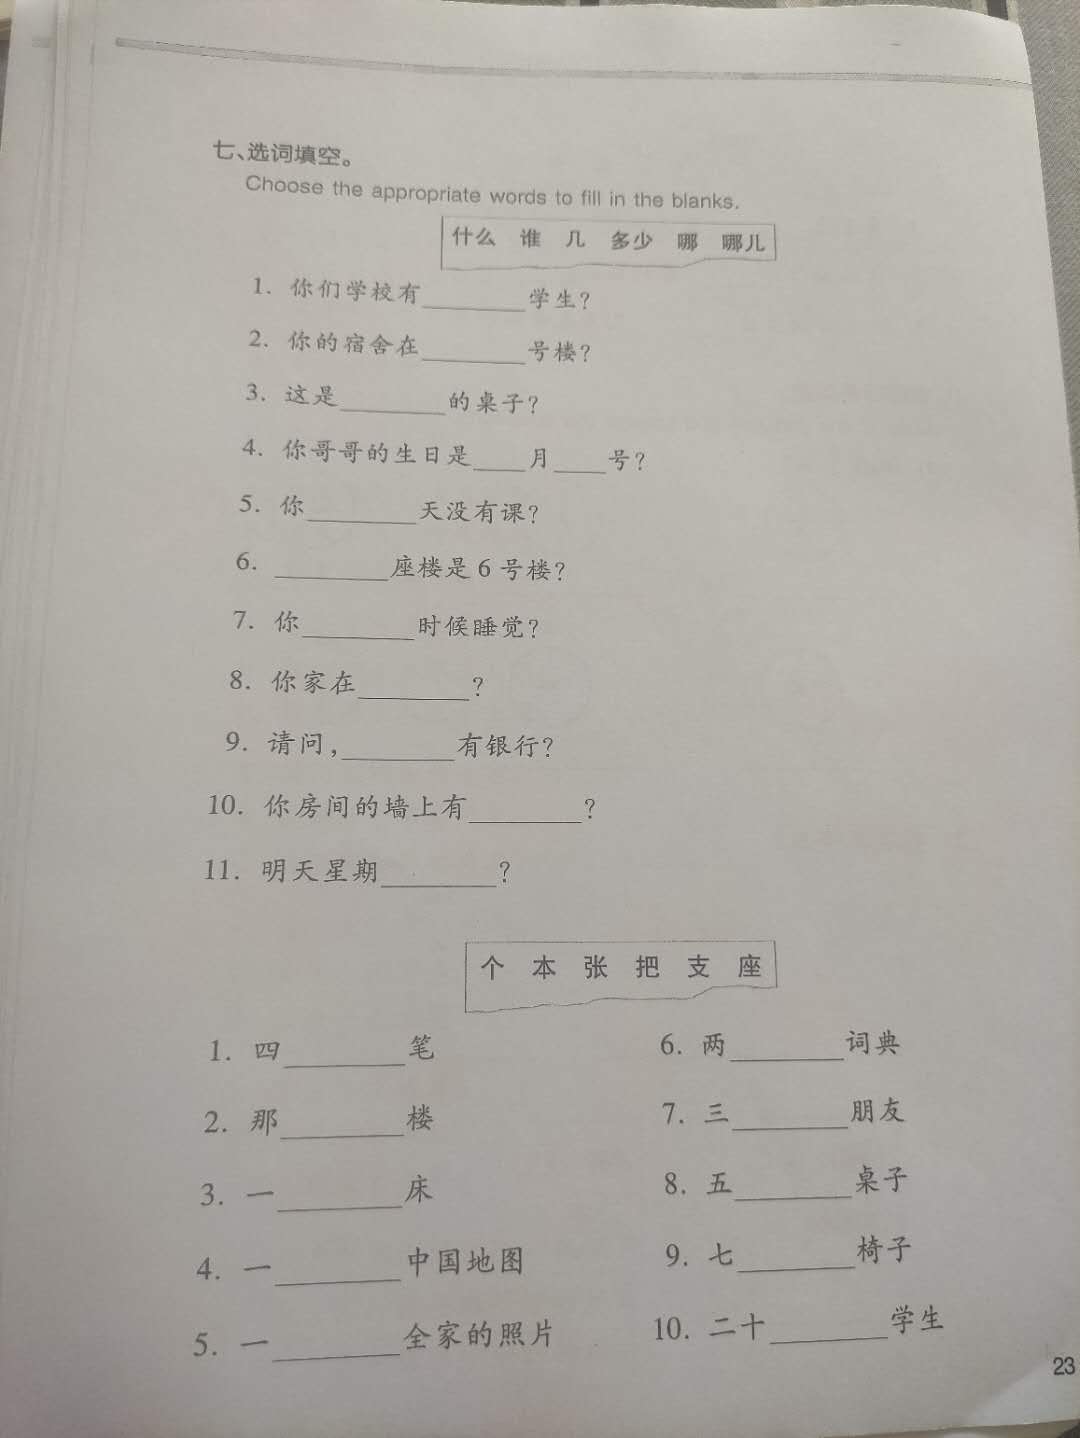 七、选词填空。
Choose the appropriate words to fill in the blanks.
什么 谁 几 多少 哪 哪儿
1. 你们学校有________学生?
2. 你的宿舍在________号楼?
3. 这是________的桌子?
4. 你哥哥的生日是____月____号?
5. 你________天没有课?
6. ________座楼是6号楼?
7. 你________时候睡觉?
8. 你家在________?
9. 请问,________有银行?
10. 你房间的墙上有________?
11. 明天星期________?
个 本 张 把 支 座
1. 四________笔
2. 那________楼
3. 一________床
4. 一________中国地图
5. 一________全家的照片
6. 两________词典
7. 三________朋友
8. 五________桌子
9. 七________椅子
10. 二十________学生
23